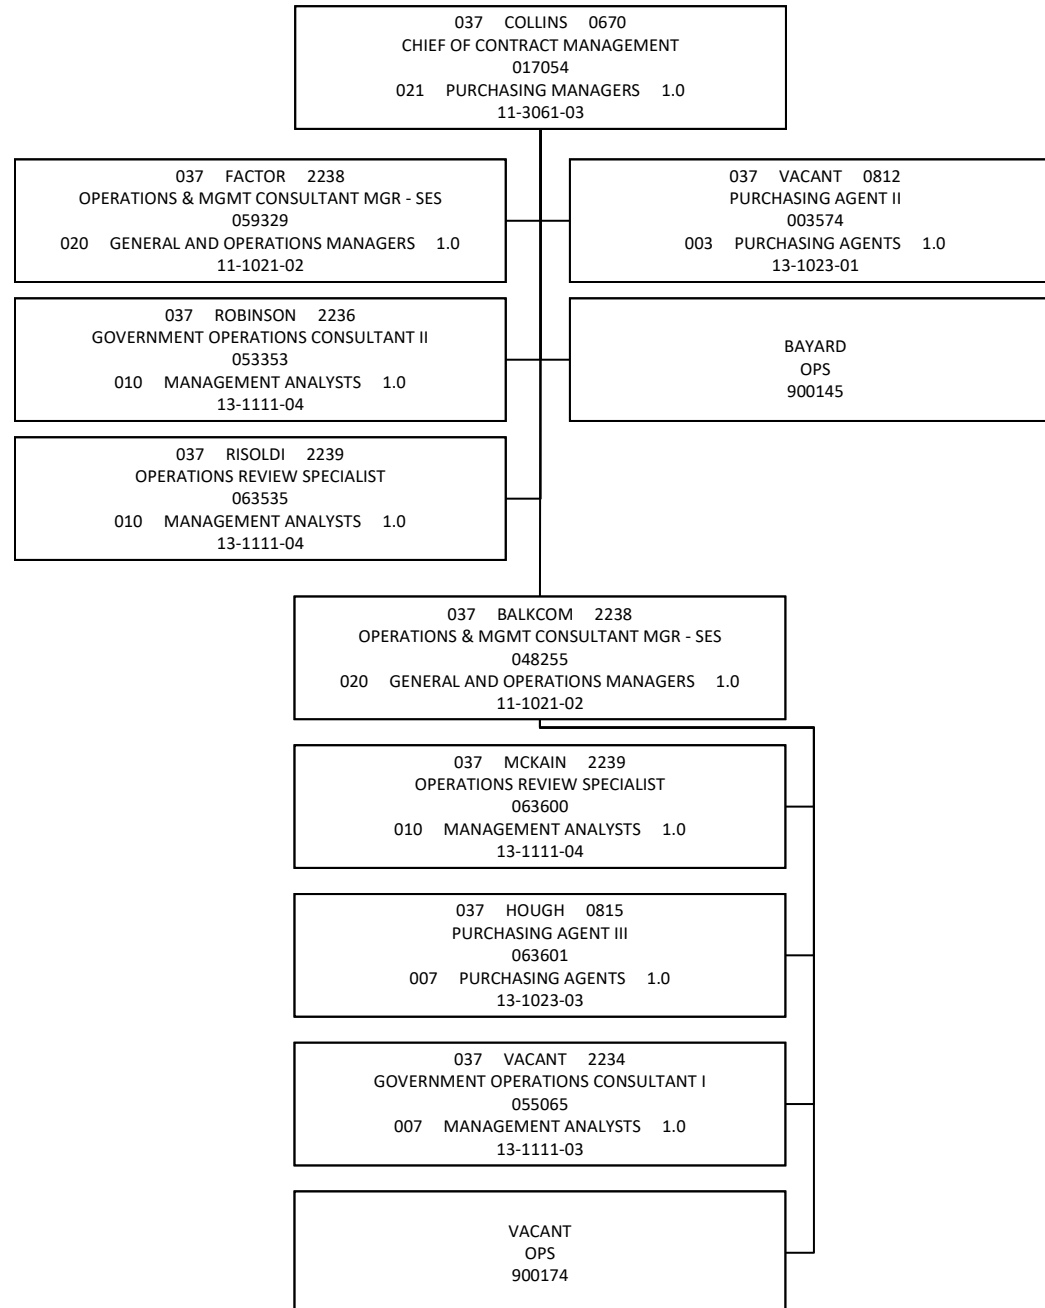 037 COLLINS 0670
CHIEF OF CONTRACT MANAGEMENT
017054
021 PURCHASING MANAGERS 1.0
11-3061-03
037 FACTOR 2238
OPERATIONS & MGMT CONSULTANT MGR - SES
059329
020 GENERAL AND OPERATIONS MANAGERS 1.0
11-1021-02
037 VACANT 0812
PURCHASING AGENT II
003574
003 PURCHASING AGENTS 1.0
13-1023-01
037 ROBINSON 2236
GOVERNMENT OPERATIONS CONSULTANT II
053353
010 MANAGEMENT ANALYSTS 1.0
13-1111-04
BAYARD
OPS
900145
037 RISOLDI 2239
OPERATIONS REVIEW SPECIALIST
063535
010 MANAGEMENT ANALYSTS 1.0
13-1111-04
037 BALKCOM 2238
OPERATIONS & MGMT CONSULTANT MGR - SES
048255
020 GENERAL AND OPERATIONS MANAGERS 1.0
11-1021-02
037 MCKAIN 2239
OPERATIONS REVIEW SPECIALIST
063600
010 MANAGEMENT ANALYSTS 1.0
13-1111-04
037 HOUGH 0815
PURCHASING AGENT III
063601
007 PURCHASING AGENTS 1.0
13-1023-03
037 VACANT 2234
GOVERNMENT OPERATIONS CONSULTANT I
055065
007 MANAGEMENT ANALYSTS 1.0
13-1111-03
VACANT
OPS
900174